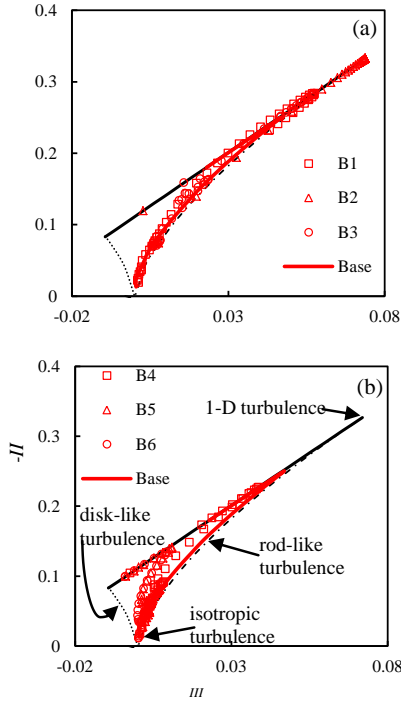 (a)
0.4
0.3
0.2
0.1
0
B1
B2
B3
Base
-0.02
0.03
0.08
(b)
0.4
0.3
0.2
0.1
0
-II
B4
B5
B6
Base
1-D turbulence
disk-like
turbulence
rod-like
turbulence
isotropic
turbulence
-0.02
0.03
0.08
III